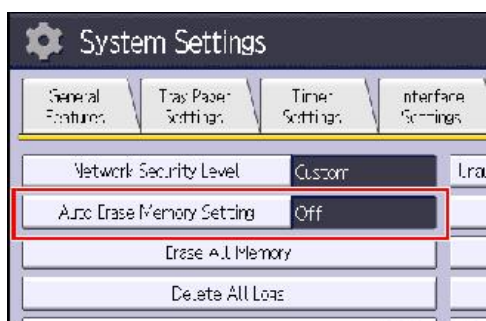 System Settings
General Features
Tray Paper Settings
Timer Settings
Interface Settings
Network Security Level Custom
Auto Erase Memory Setting Off
Erase All Memory
Delete All Logs